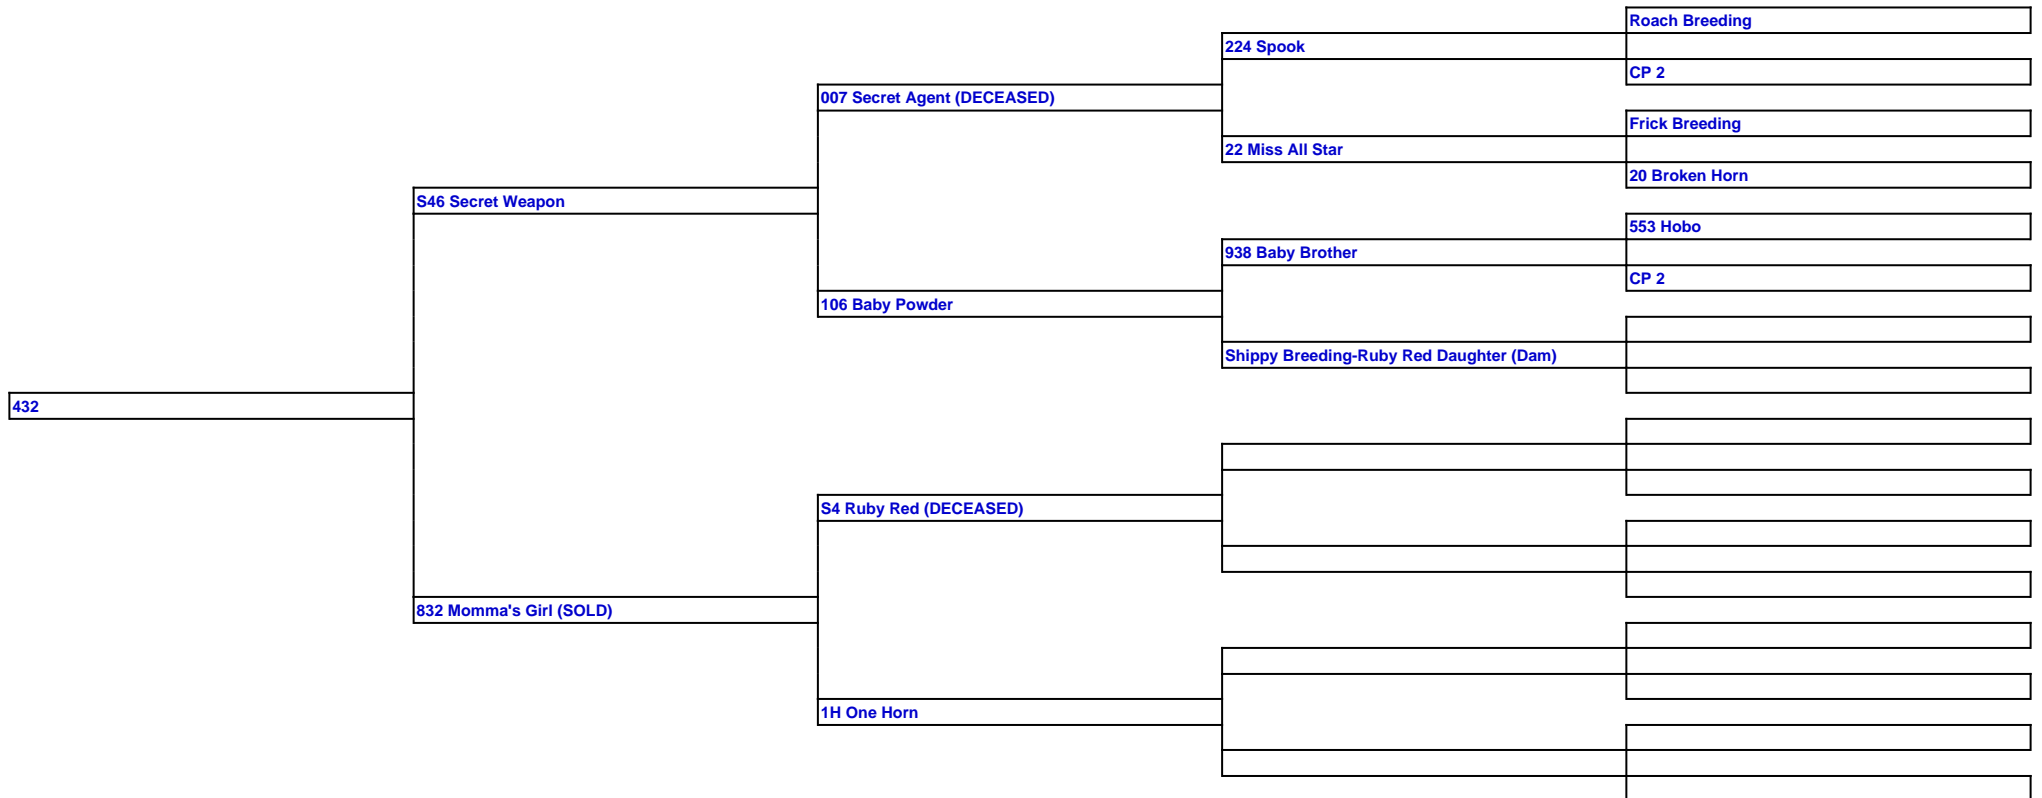 Roach Breeding
224 Spook
CP 2
007 Secret Agent (DECEASED)
Frick Breeding
22 Miss All Star
20 Broken Horn
S46 Secret Weapon
553 Hobo
938 Baby Brother
CP 2
106 Baby Powder
Shippy Breeding-Ruby Red Daughter (Dam)
432
S4 Ruby Red (DECEASED)
832 Momma's Girl (SOLD)
1H One Horn